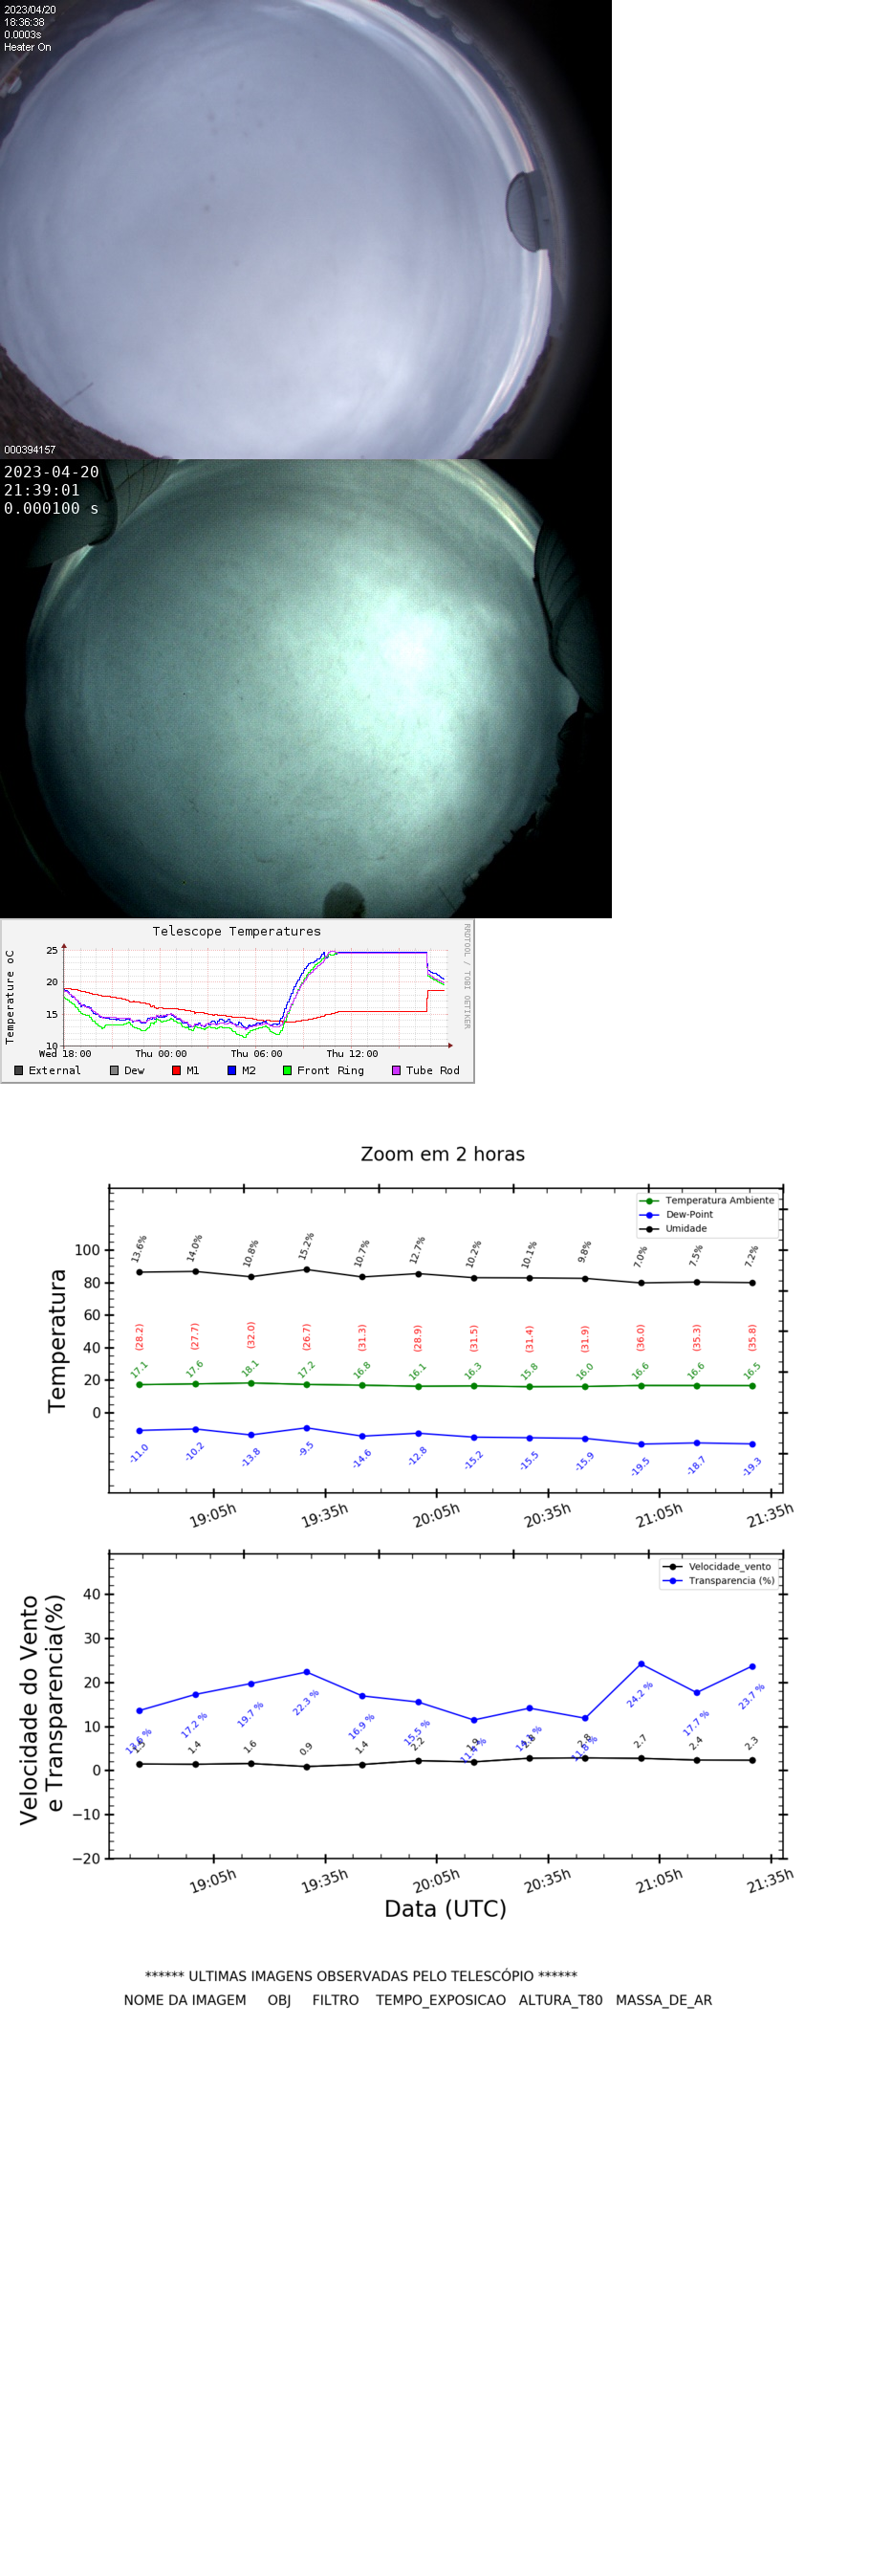 2023/04/20
18:36:38
0.0003s
Heater On
000394157
2023-04-20
21:39:01
0.000100 s
Telescope Temperatures
Temperature oC
RRDTOOL / TOBI OETIKER
25
20
15
10
Wed 18:00 Thu 00:00 Thu 06:00 Thu 12:00
External Dew M1 M2 Front Ring Tube Rod
Zoom em 2 horas
Temperatura
Temperatura Ambiente
Dew-Point
Umidade
100
80
60
40
20
0
13.6% 14.0% 10.8% 15.2% 10.7% 12.7% 10.2% 10.1% 9.8% 7.0% 7.5% 7.2%
(28.2) (27.7) (32.0) (26.7) (31.3) (28.9) (31.5) (31.4) (31.9) (36.0) (35.3) (35.8)
17.1 17.6 18.1 17.2 16.8 16.1 16.3 15.8 16.0 16.6 16.6 16.5
-11.0 -10.2 -13.8 -9.5 -14.6 -12.8 -15.2 -15.5 -15.9 -19.5 -18.7 -19.3
19:05h 19:35h 20:05h 20:35h 21:05h 21:35h
Velocidade do Vento
e Transparencia(%)
Velocidade_vento
Transparencia (%)
40
30
20
10
0
−10
−20
17.2 % 19.7 % 22.3 % 16.9 % 15.5 % 11.8 % 24.2 % 17.7 % 23.7 %
1.4 1.6 0.9 1.4 2.2 2.8 2.7 2.4 2.3
19:05h 19:35h 20:05h 20:35h 21:05h 21:35h
Data (UTC)
****** ULTIMAS IMAGENS OBSERVADAS PELO TELESCÓPIO ******
NOME DA IMAGEM OBJ FILTRO TEMPO_EXPOSICAO ALTURA_T80 MASSA_DE_AR